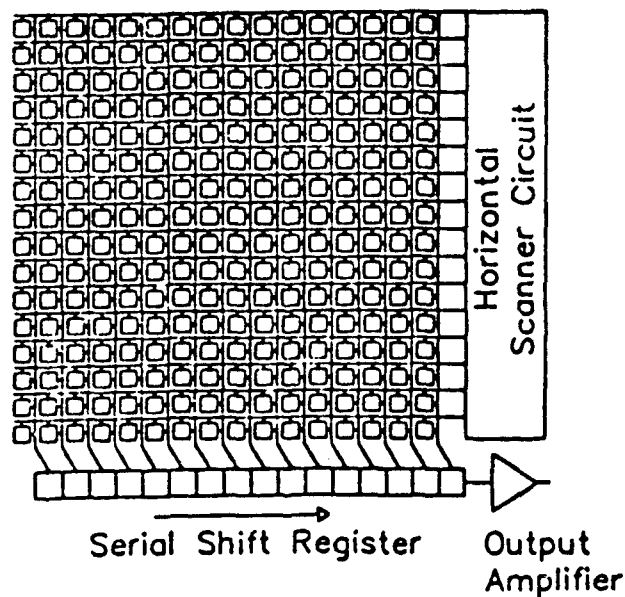 Horizontal
Scanner Circuit
Serial Shift Register
Output
Amplifier